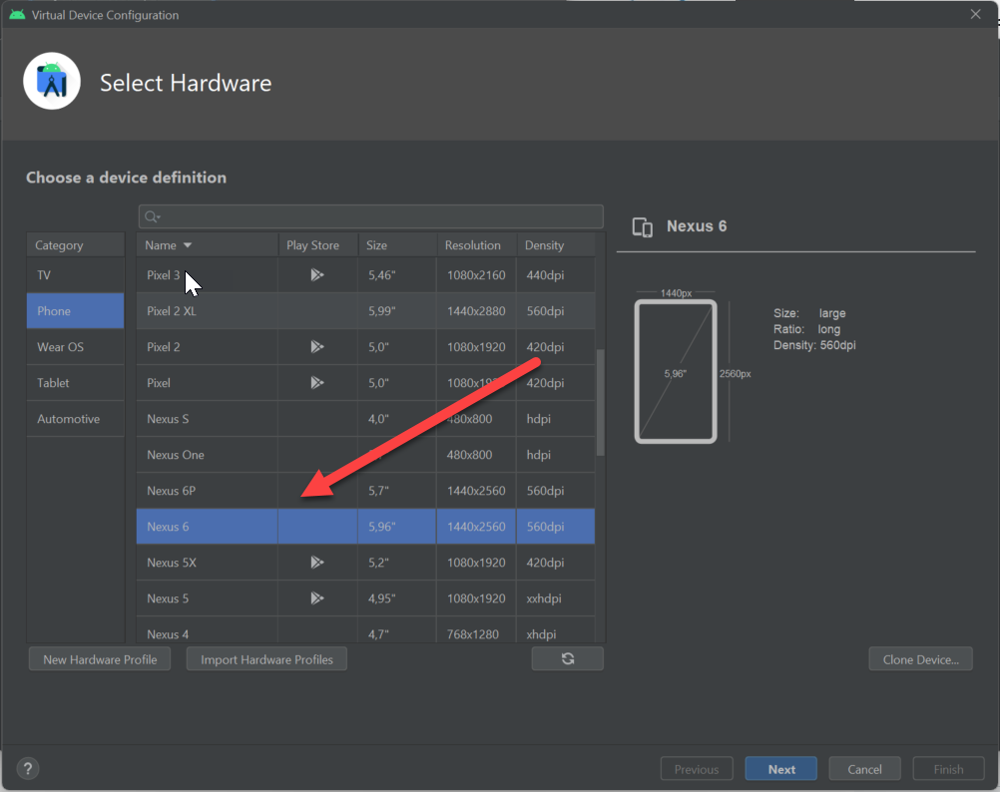 Virtual Device Configuration
Select Hardware
Choose a device definition
Category
TV
Phone
Wear OS
Tablet
Automotive
Name Play Store Size Resolution Density
Pixel 3 5,46" 1080x2160 440dpi
Pixel 2 XL 5,99" 1440x2880 560dpi
Pixel 2 5,0" 1080x1920 420dpi
Pixel 5,0" 420dpi
Nexus S 4,0" 480x800 hdpi
Nexus One 480x800 hdpi
Nexus 6P 5,7" 1440x2560 560dpi
Nexus 6 5,96" 1440x2560 560dpi
Nexus 5X 5,2" 1080x1920 420dpi
Nexus 5 4,95" 1080x1920 xxhdpi
Nexus 4 4,7" 768x1280 xhdpi
New Hardware Profile Import Hardware Profiles
Nexus 6
1440px
5,96"
2560px
Size: large
Ratio: long
Density: 560dpi
Clone Device...
?
Previous Next Cancel Finish